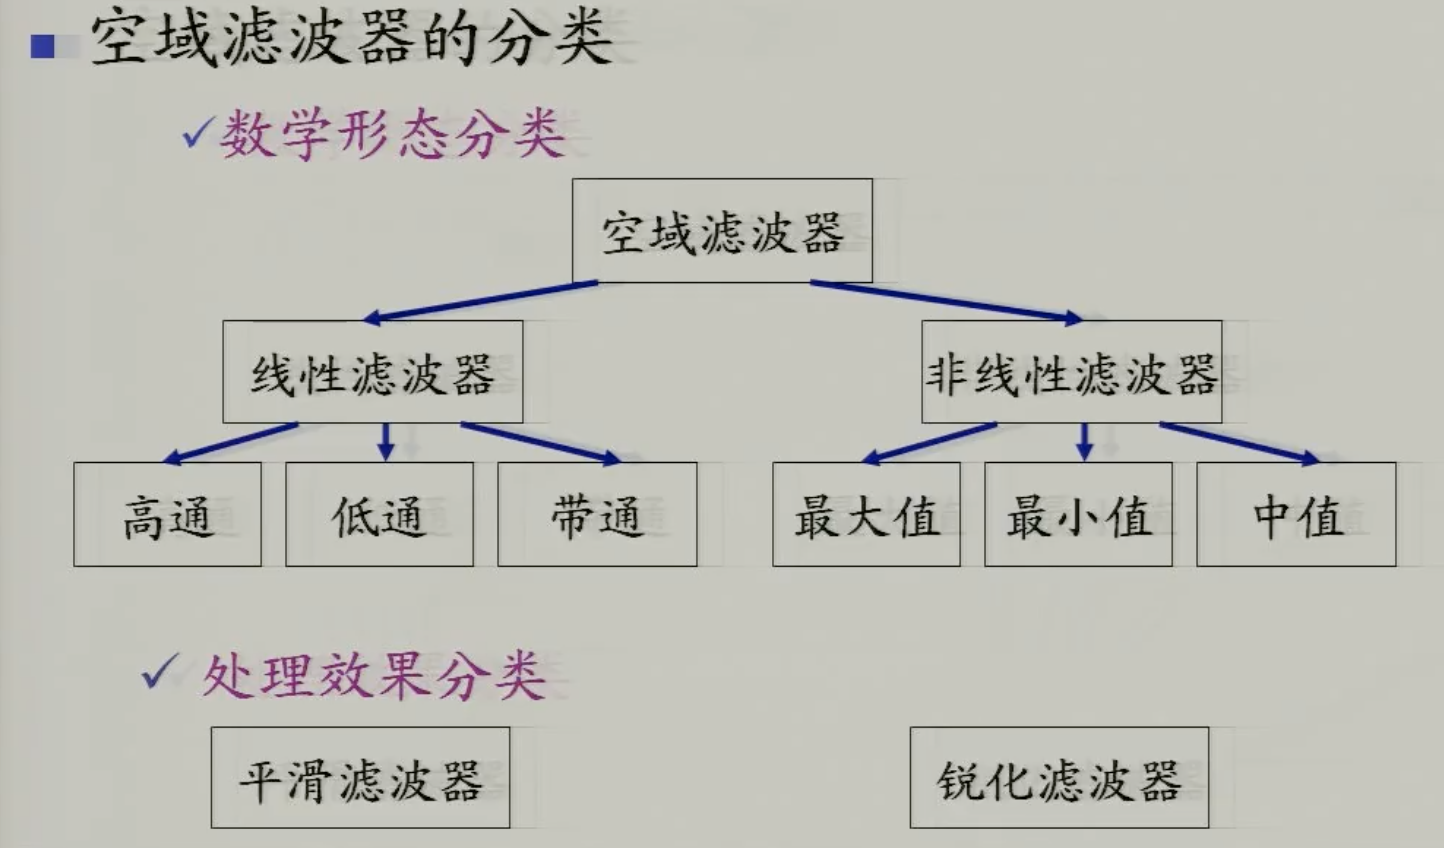 空域滤波器的分类
✓数学形态分类
空域滤波器
线性滤波器 非线性滤波器
高通 低通 带通 最大值 最小值 中值
✓ 处理效果分类
平滑滤波器 锐化滤波器